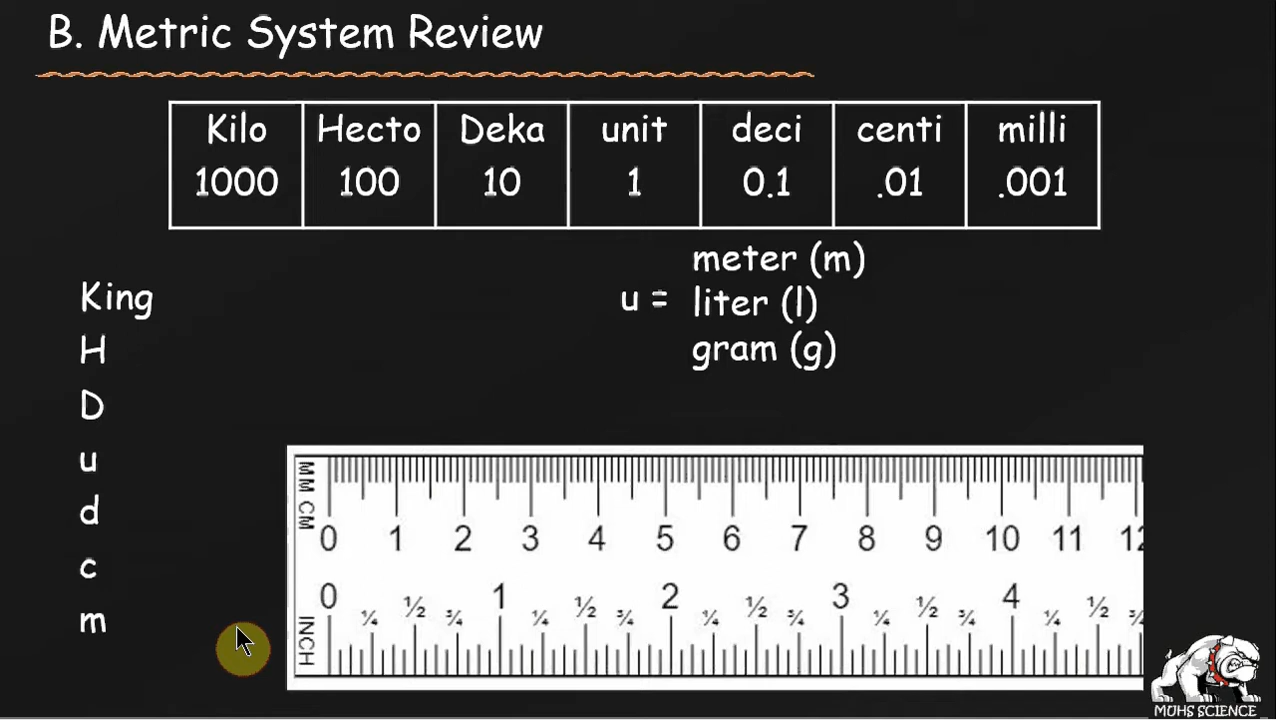 B. Metric System Review
Kilo Hecto Deka unit deci centi milli
1000 100 10 1 0.1 .01 .001
meter (m)
u = liter (l)
gram (g)
King
H
D
u
d
c
m
MM CM
0 1 2 3 4 5 6 7 8 9 10 11 12
0 ¼ ½ ¾ 1 ¼ ½ ¾ 2 ¼ ½ ¾ 3 ¼ ½ ¾ 4 ¼ ½ ¾
INCH
MUHS SCIENCE